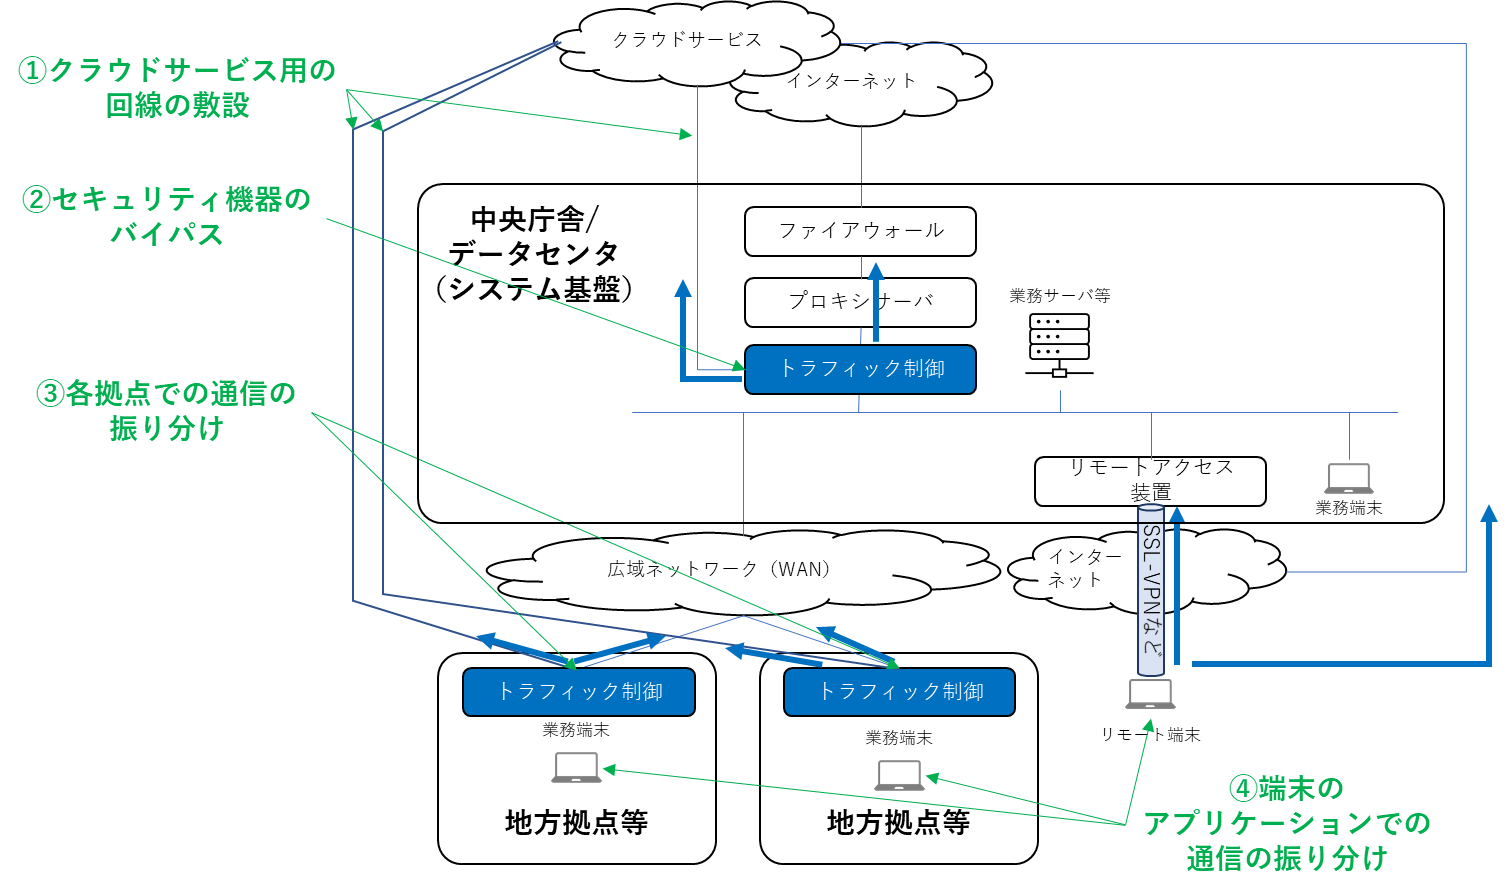 クラウドサービス
インターネット
①クラウドサービス用の
回線の敷設
②セキュリティ機器の
バイパス
中央庁舎/
データセンタ
（システム基盤）
ファイアウォール
プロキシサーバ
トラフィック制御
業務サーバ等
③各拠点での通信の
振り分け
リモートアクセス
装置
業務端末
広域ネットワーク（WAN）
インター
ネット
SSL-VPNなど
トラフィック制御
業務端末
地方拠点等
トラフィック制御
業務端末
地方拠点等
リモート端末
④端末の
アプリケーションでの
通信の振り分け